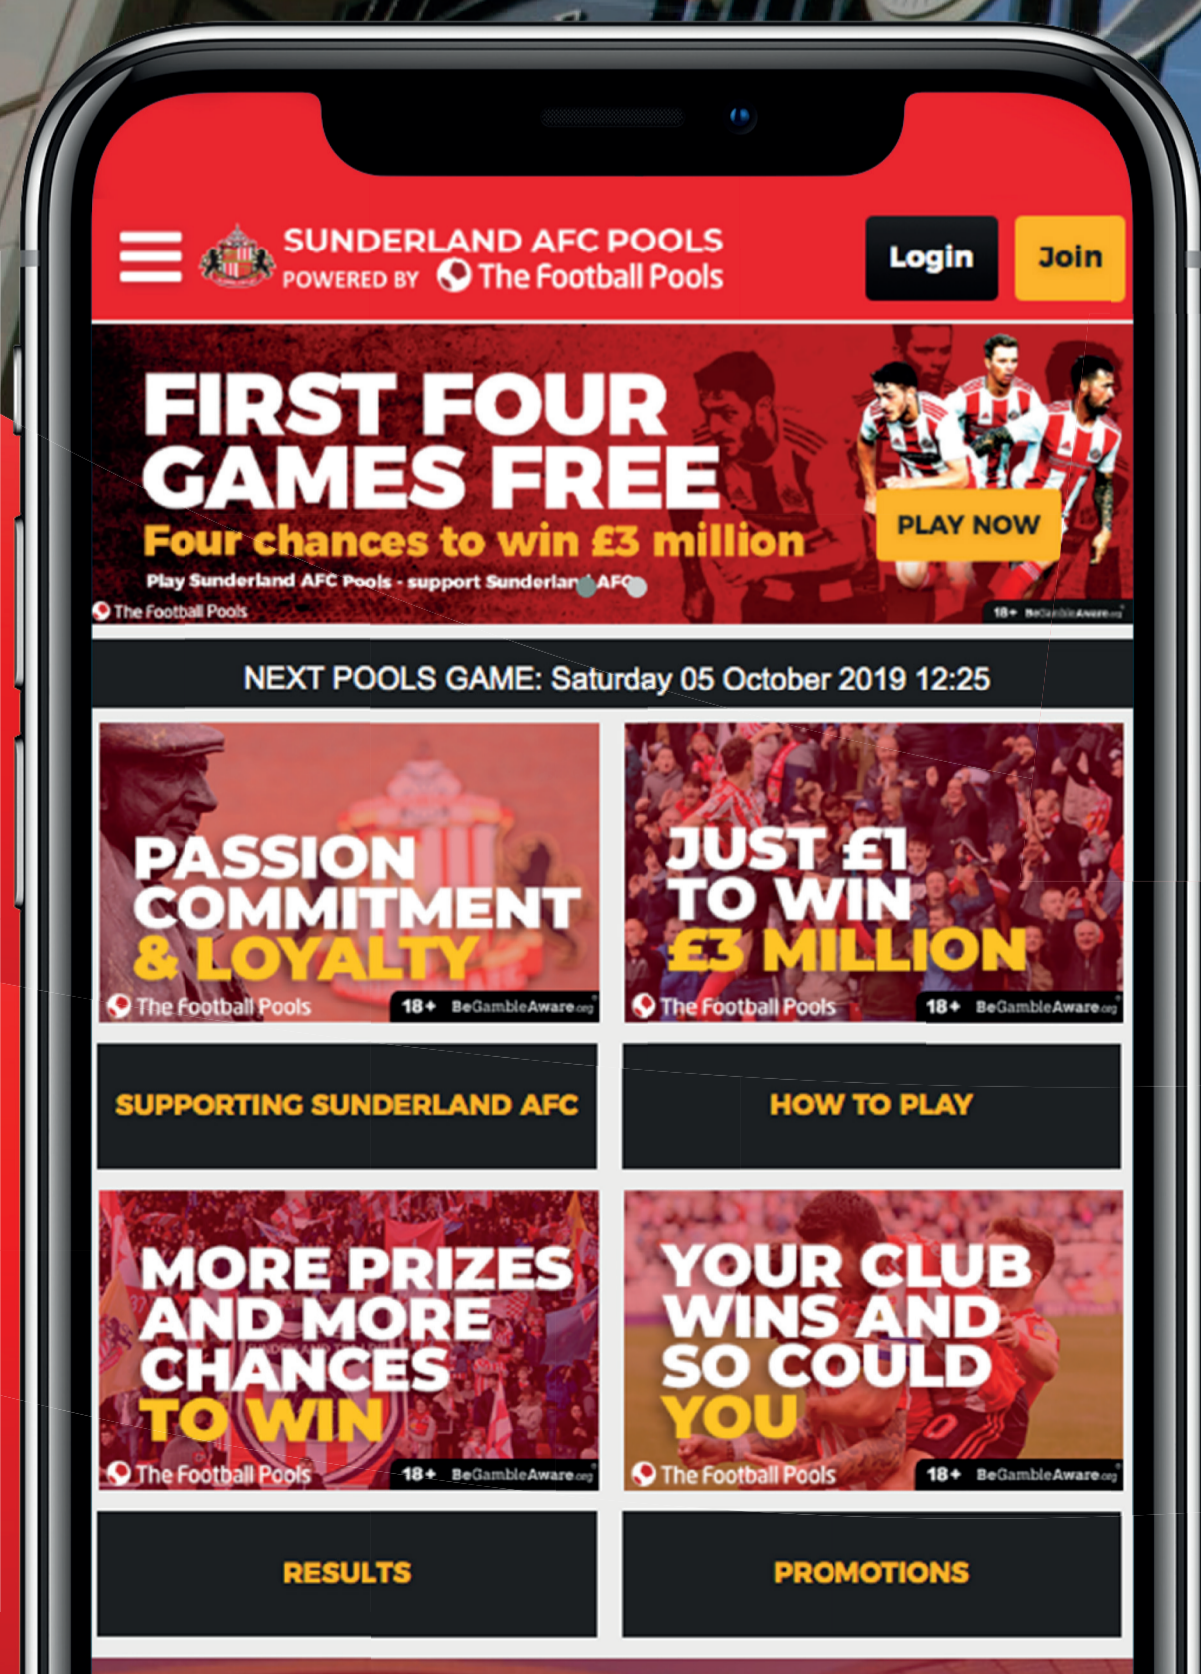 SUNDERLAND AFC POOLS
POWERED BY The Football Pools
Login
Join
FIRST FOUR
GAMES FREE
Four chances to win £3 million
Play Sunderland AFC Pools - support Sunderland AFC
PLAY NOW
The Football Pools
18+ BeGambleAware.org
NEXT POOLS GAME: Saturday 05 October 2019 12:25
PASSION
COMMITMENT
& LOYALTY
The Football Pools
18+ BeGambleAware.org
JUST £1
TO WIN
£3 MILLION
The Football Pools
18+ BeGambleAware.org
SUPPORTING SUNDERLAND AFC
HOW TO PLAY
MORE PRIZES
AND MORE
CHANCES
TO WIN
The Football Pools
18+ BeGambleAware.org
YOUR CLUB
WINS AND
SO COULD
YOU
The Football Pools
18+ BeGambleAware.org
RESULTS
PROMOTIONS